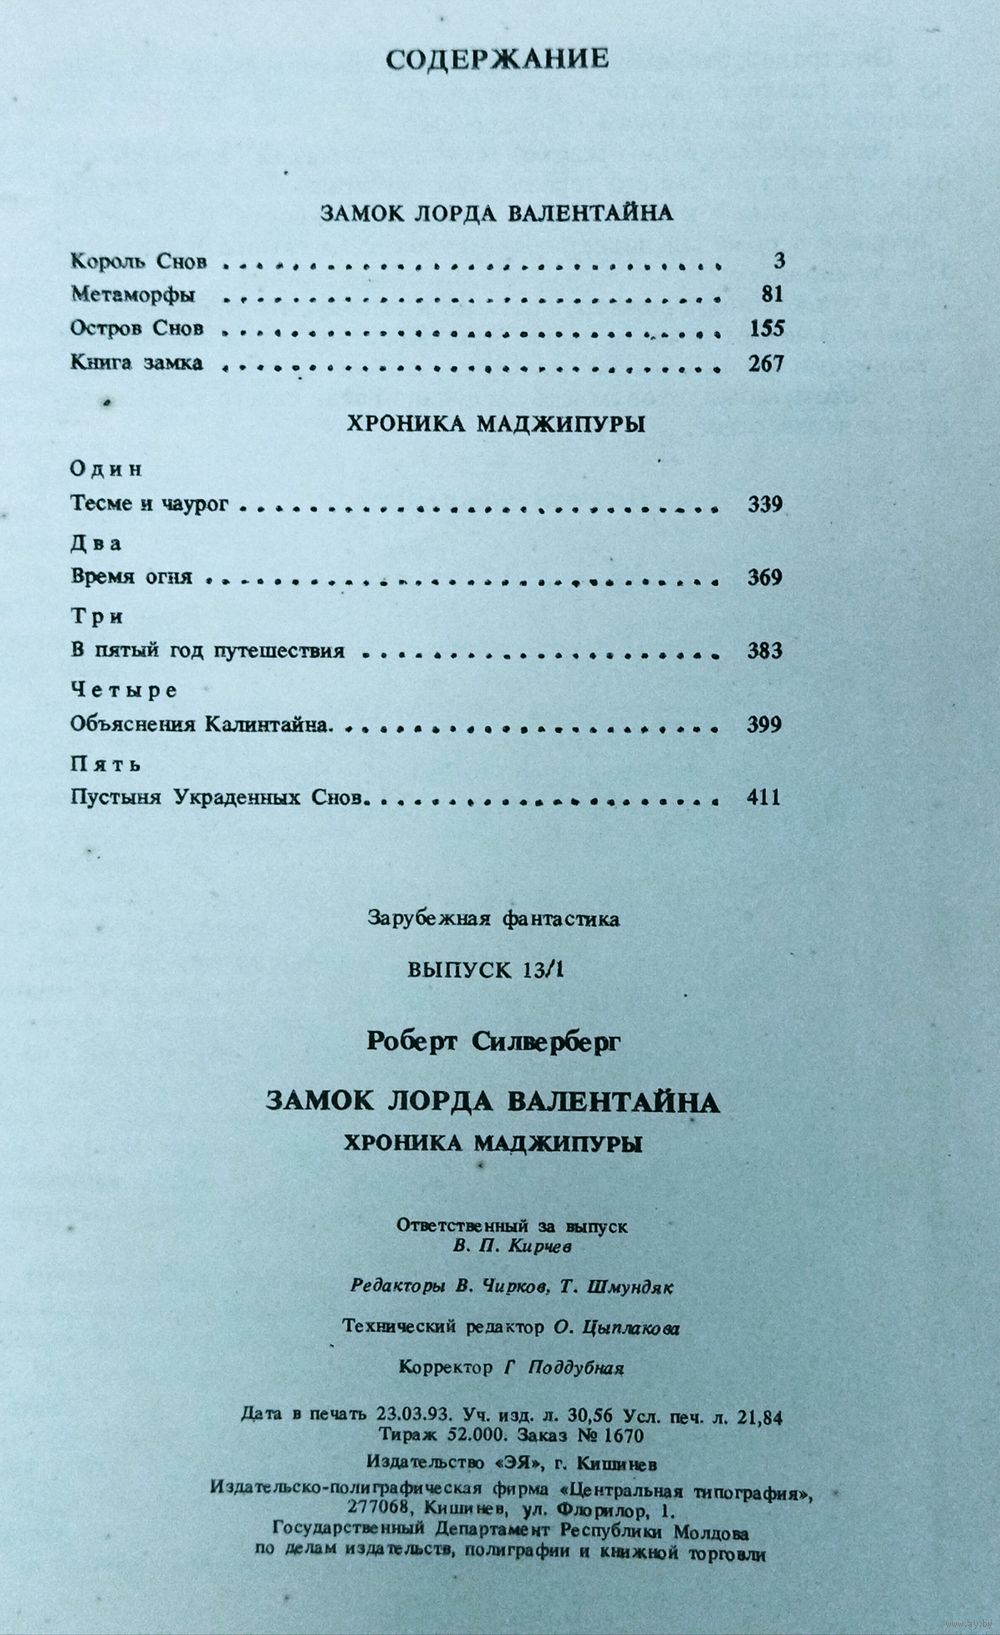 СОДЕРЖАНИЕ
ЗАМОК ЛОРДА ВАЛЕНТАЙНА
Король Снов . . . . . . . . . . . . . . . . . . . . . . . . . . . . . 3
Метаморфы . . . . . . . . . . . . . . . . . . . . . . . . . . . . . 81
Остров Снов . . . . . . . . . . . . . . . . . . . . . . . . . . . . . 155
Книга замка . . . . . . . . . . . . . . . . . . . . . . . . . . . . . 267
ХРОНИКА МАДЖИПУРЫ
Один
Тесме и чаурог . . . . . . . . . . . . . . . . . . . . . . . . . . . . 339
Два
Время огня . . . . . . . . . . . . . . . . . . . . . . . . . . . . . . 369
Три
В пятый год путешествия . . . . . . . . . . . . . . . . . . . . . 383
Четыре
Объяснения Калинтайна. . . . . . . . . . . . . . . . . . . . . . . 399
Пять
Пустыня Украденных Снов. . . . . . . . . . . . . . . . . . . . . 411
Зарубежная фантастика
ВЫПУСК 13/1
Роберт Силверберг
ЗАМОК ЛОРДА ВАЛЕНТАЙНА
ХРОНИКА МАДЖИПУРЫ
Ответственный за выпуск
В. П. Кирчев
Редакторы В. Чирков, Т. Шмундяк
Технический редактор О. Цыплакова
Корректор Г Поддубная
Дата в печать 23.03.93. Уч. изд. л. 30,56 Усл. печ. л. 21,84
Тираж 52.000. Заказ № 1670
Издательство «ЭЯ», г. Кишинев
Издательско-полиграфическая фирма «Центральная типография»,
277068, Кишинев, ул. Флорилор, 1.
Государственный Департамент Республики Молдова
по делам издательств, полиграфии и книжной торговли
www.ay.by